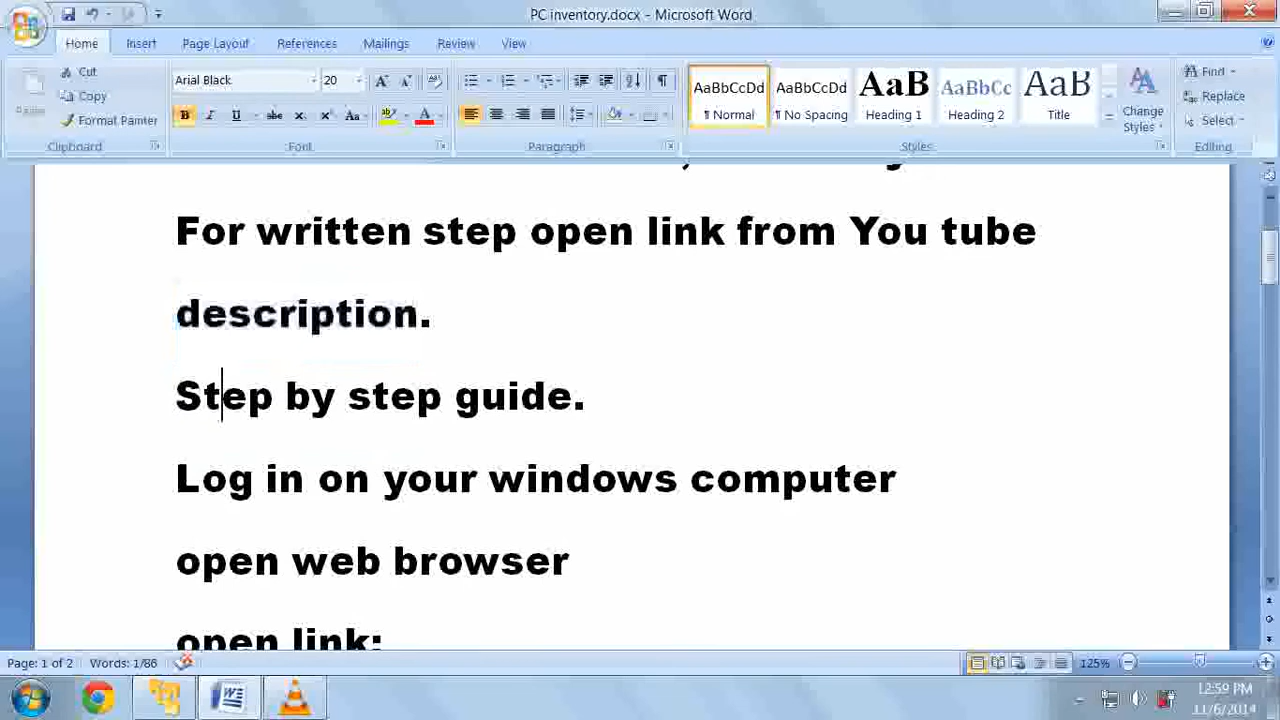 PC inventory.docx - Microsoft Word
Home Insert Page Layout References Mailings Review View
Cut
Copy
Format Painter
Clipboard
Arial Black 20
B I U abc x₂ x² Aa
Font
Paragraph
AaBbCcDd AaBbCcDd AaB AaBbCc AaB
¶ Normal ¶ No Spacing Heading 1 Heading 2 Title
Change
Styles
Styles
Find
Replace
Select
Editing
For written step open link from You tube
description.
Step by step guide.
Log in on your windows computer
open web browser
open link:
Page: 1 of 2 Words: 1/86 125%
12:59 PM
11/6/2014